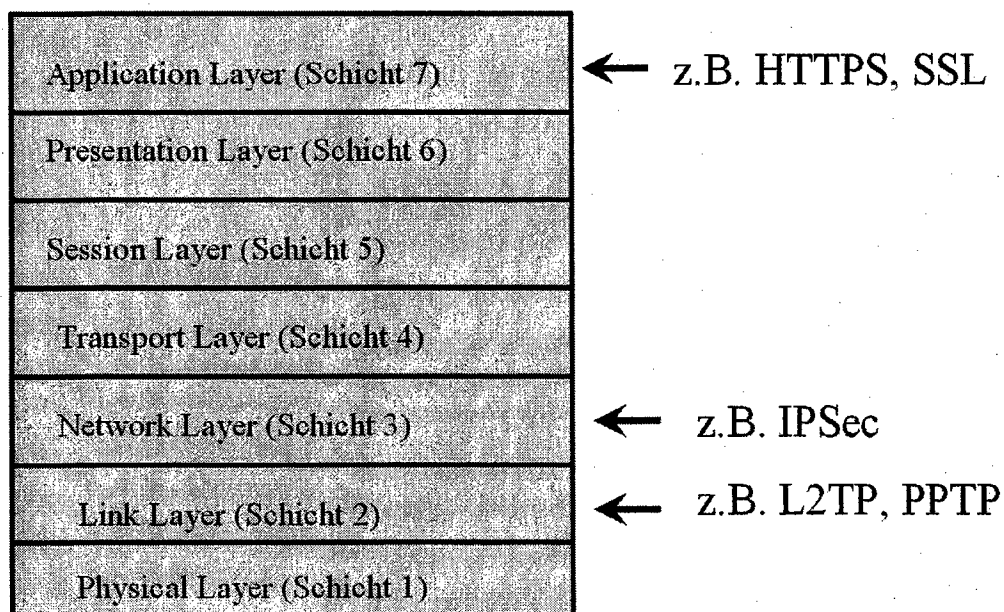 Application Layer (Schicht 7)
z.B. HTTPS, SSL
Presentation Layer (Schicht 6)
Session Layer (Schicht 5)
Transport Layer (Schicht 4)
Network Layer (Schicht 3)
z.B. IPSec
Link Layer (Schicht 2)
z.B. L2TP, PPTP
Physical Layer (Schicht 1)